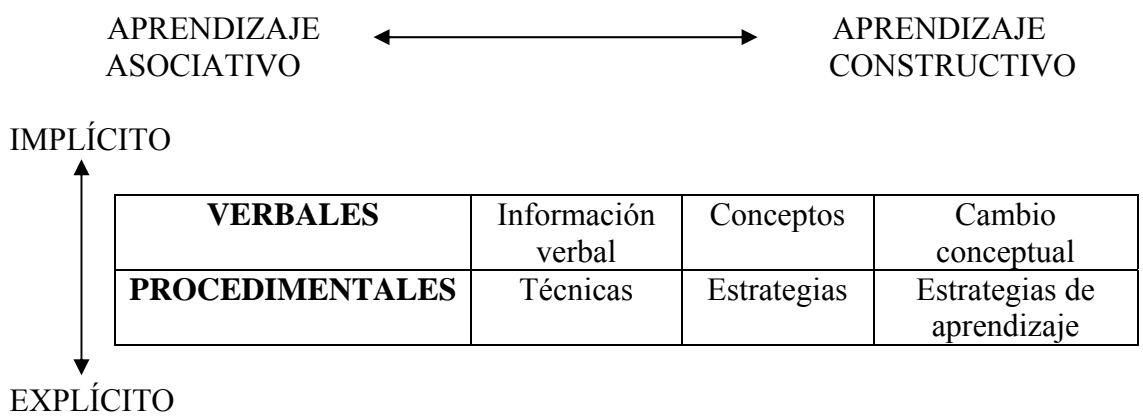 APRENDIZAJE APRENDIZAJE
ASOCIATIVO CONSTRUCTIVO
IMPLÍCITO
VERBALES Información Conceptos Cambio
verbal conceptual
PROCEDIMENTALES Técnicas Estrategias Estrategias de
aprendizaje
EXPLÍCITO